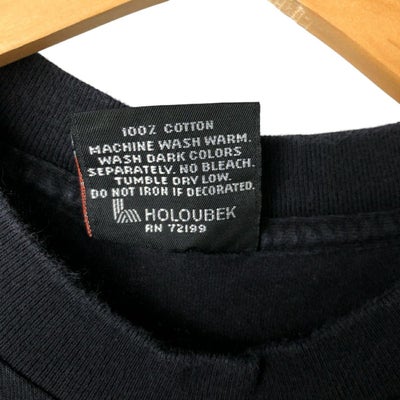 100% COTTON
MACHINE WASH WARM.
WASH DARK COLORS
SEPARATELY. NO BLEACH.
TUMBLE DRY LOW.
DO NOT IRON IF DECORATED.
HOLOUBEK
RN 72199